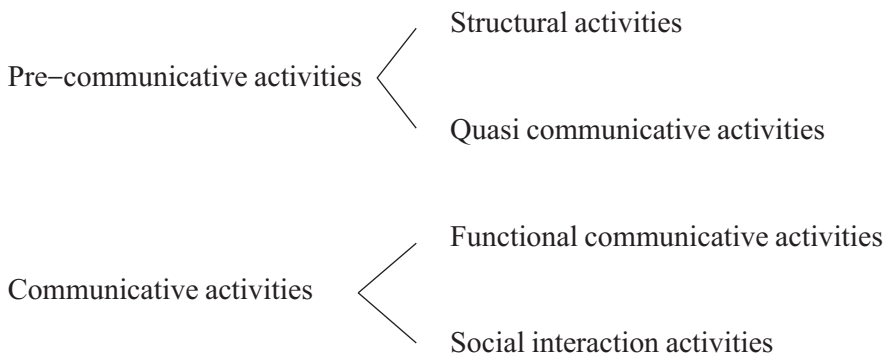 Structural activities
Pre−communicative activities
Quasi communicative activities
Functional communicative activities
Communicative activities
Social interaction activities